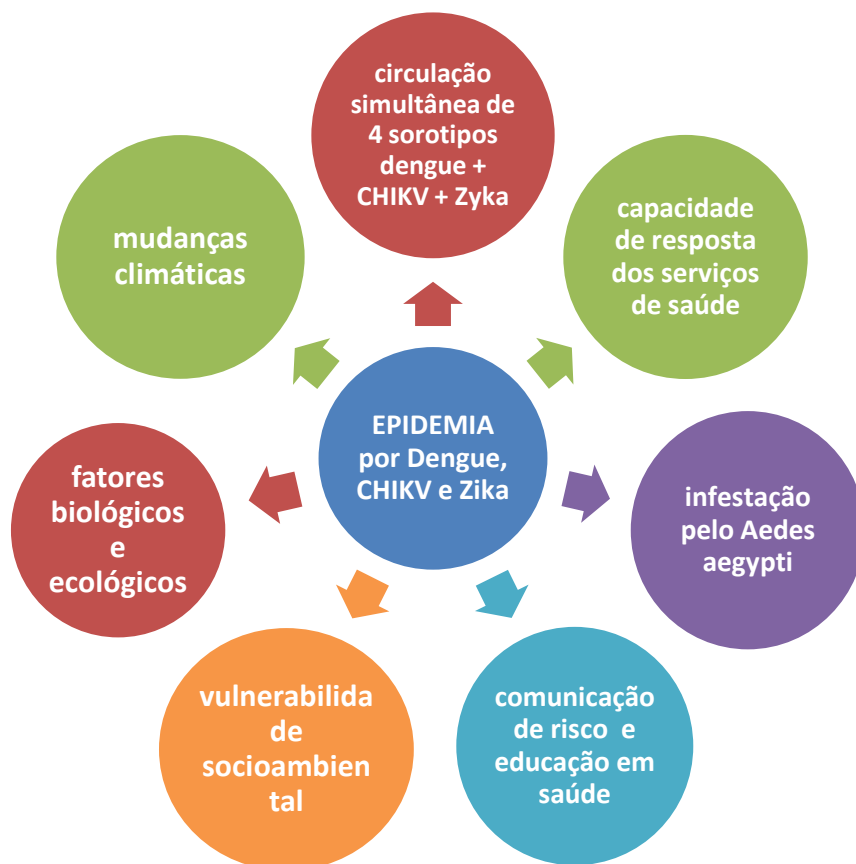 circulação
simultânea de
4 sorotipos
dengue +
CHIKV + Zyka
mudanças
climáticas
capacidade
de resposta
dos serviços
de saúde
EPIDEMIA
por Dengue,
CHIKV e Zika
fatores
biológicos
e
ecológicos
infestação
pelo Aedes
aegypti
vulnerabilida
de
socioambien
tal
comunicação
de risco e
educação em
saúde